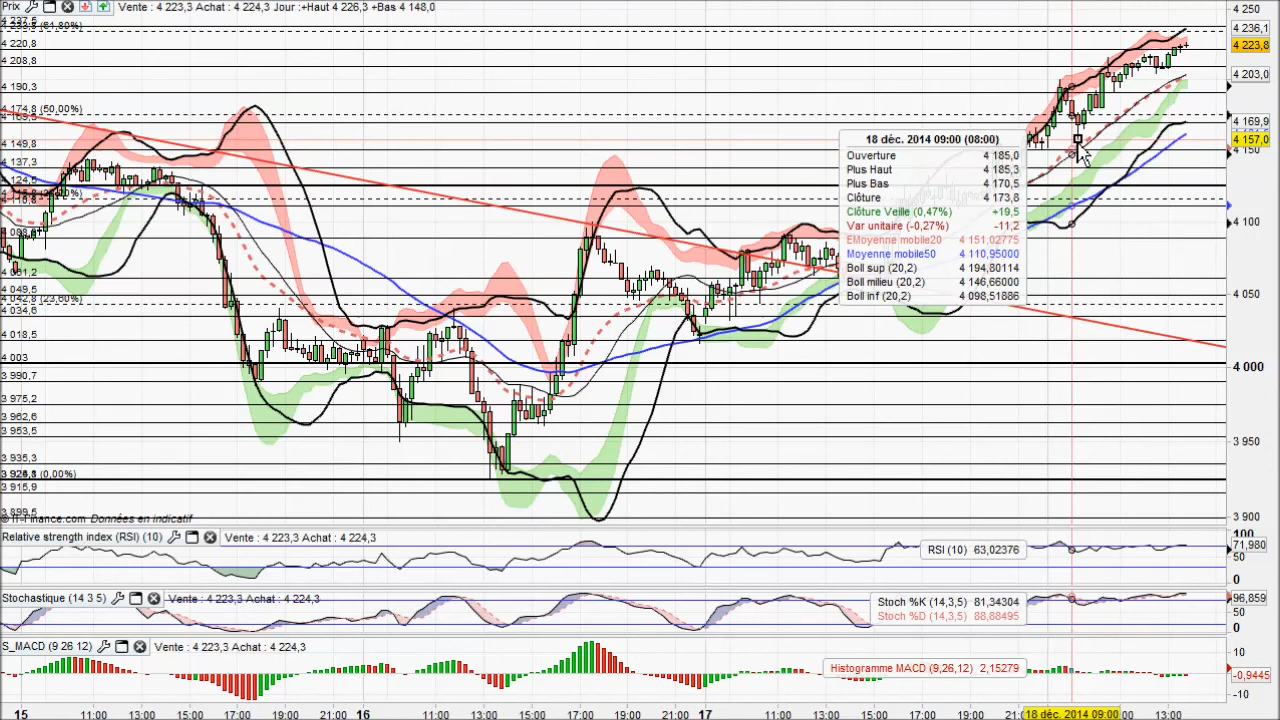 Prix Vente : 4 223,3 Achat : 4 224,3 Jour :+Haut 4 226,3 +Bas 4 148,0
4 237,5
(61,80%)
4 220,8
4 208,8
4 190,3
4 174,8 (50,00%)
4 149,8
4 137,3
4 124,5
4 031,2
4 049,5
4 042,8 (23,60%)
4 034,6
4 018,5
4 003
3 990,7
3 975,2
3 962,6
3 953,5
3 935,3
(0,00%)
3 915,9
3 899,5
© IT-Finance.com Données en indicatif
4 250
4 236,1
4 223,8
4 203,0
4 169,9
4 157,0
4 150
4 100
4 050
4 000
3 950
3 900
18 déc. 2014 09:00 (08:00)
Ouverture 4 185,0
Plus Haut 4 185,3
Plus Bas 4 170,5
Clôture 4 173,8
Clôture Veille (0,47%) +19,5
Var unitaire (-0,27%) -11,2
EMoyenne mobile20 4 151,02775
Moyenne mobile50 4 110,95000
Boll sup (20,2) 4 194,80114
Boll milieu (20,2) 4 146,66000
Boll inf (20,2) 4 098,51886
Relative strength index (RSI) (10) Vente : 4 223,3 Achat : 4 224,3
RSI (10) 63,02376
100
71,980
50
0
Stochastique (14 3 5) Vente : 4 223,3 Achat : 4 224,3
Stoch %K (14,3,5) 81,34304
Stoch %D (14,3,5) 88,88495
96,859
50
0
S_MACD (9 26 12) Vente : 4 223,3 Achat : 4 224,3
Histogramme MACD (9,26,12) 2,15279
10
-0,9445
-10
15 11:00 13:00 15:00 17:00 19:00 21:00 16 11:00 13:00 15:00 17:00 19:00 21:00 17 11:00 13:00 15:00 17:00 19:00 18 déc. 2014 09:00 13:00